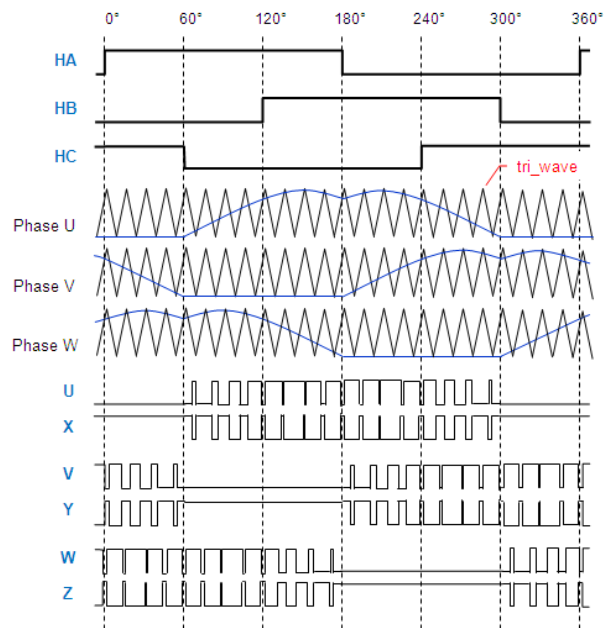 0° 60° 120° 180° 240° 300° 360°
HA
HB
HC
tri_wave
Phase U
Phase V
Phase W
U
X
V
Y
W
Z